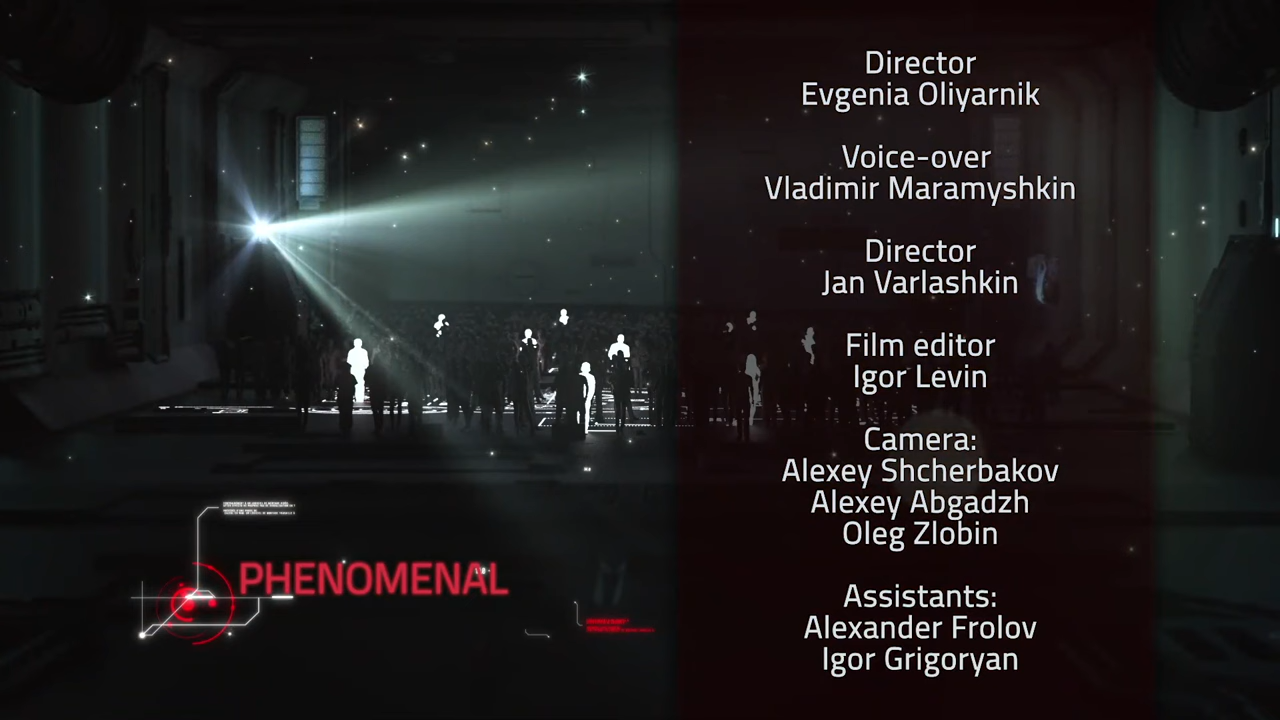 Director
Evgenia Oliyarnik
Voice-over
Vladimir Maramyshkin
Director
Jan Varlashkin
Film editor
Igor Levin
Camera:
Alexey Shcherbakov
Alexey Abgadzh
Oleg Zlobin
Assistants:
Alexander Frolov
Igor Grigoryan
PHENOMENAL